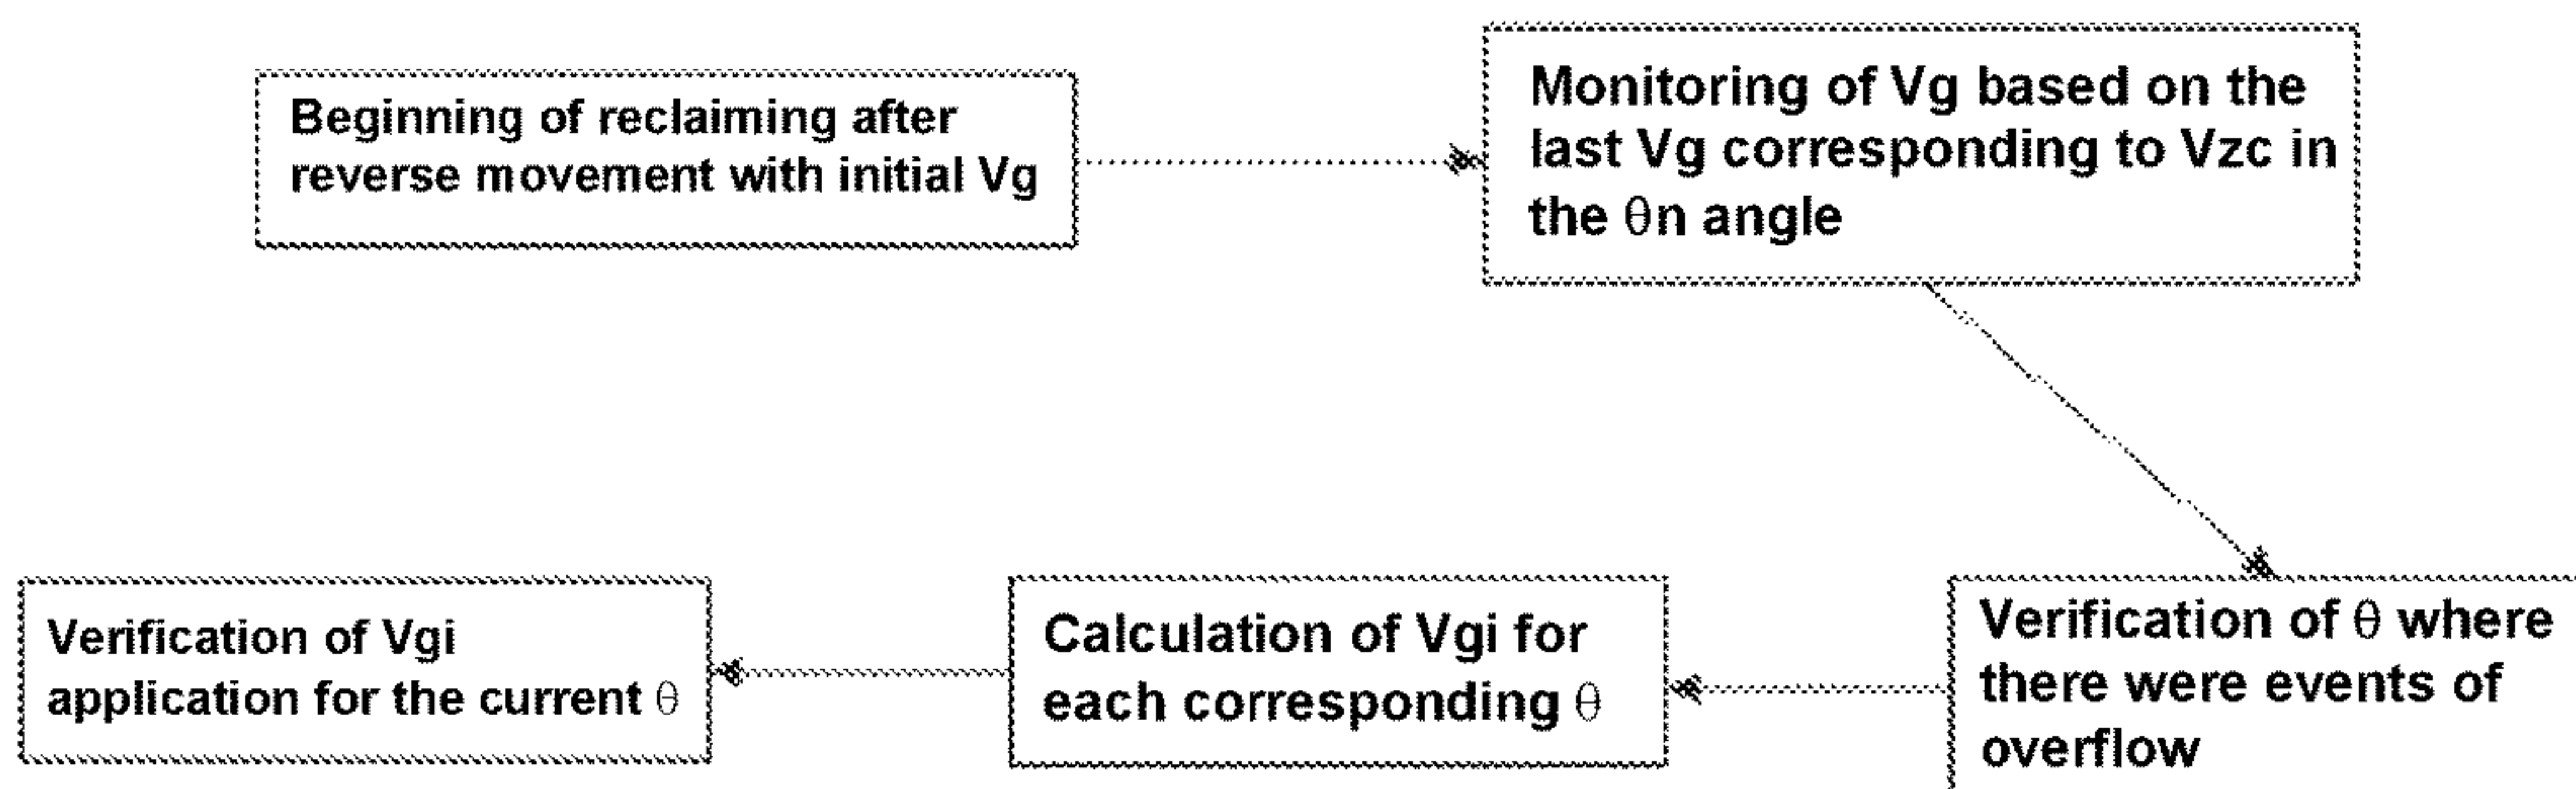 Beginning of reclaiming after
reverse movement with initial Vg
Monitoring of Vg based on the
last Vg corresponding to Vzc in
the θn angle
Verification of θ where
there were events of
overflow
Calculation of Vgi for
each corresponding θ
Verification of Vgi
application for the current θ